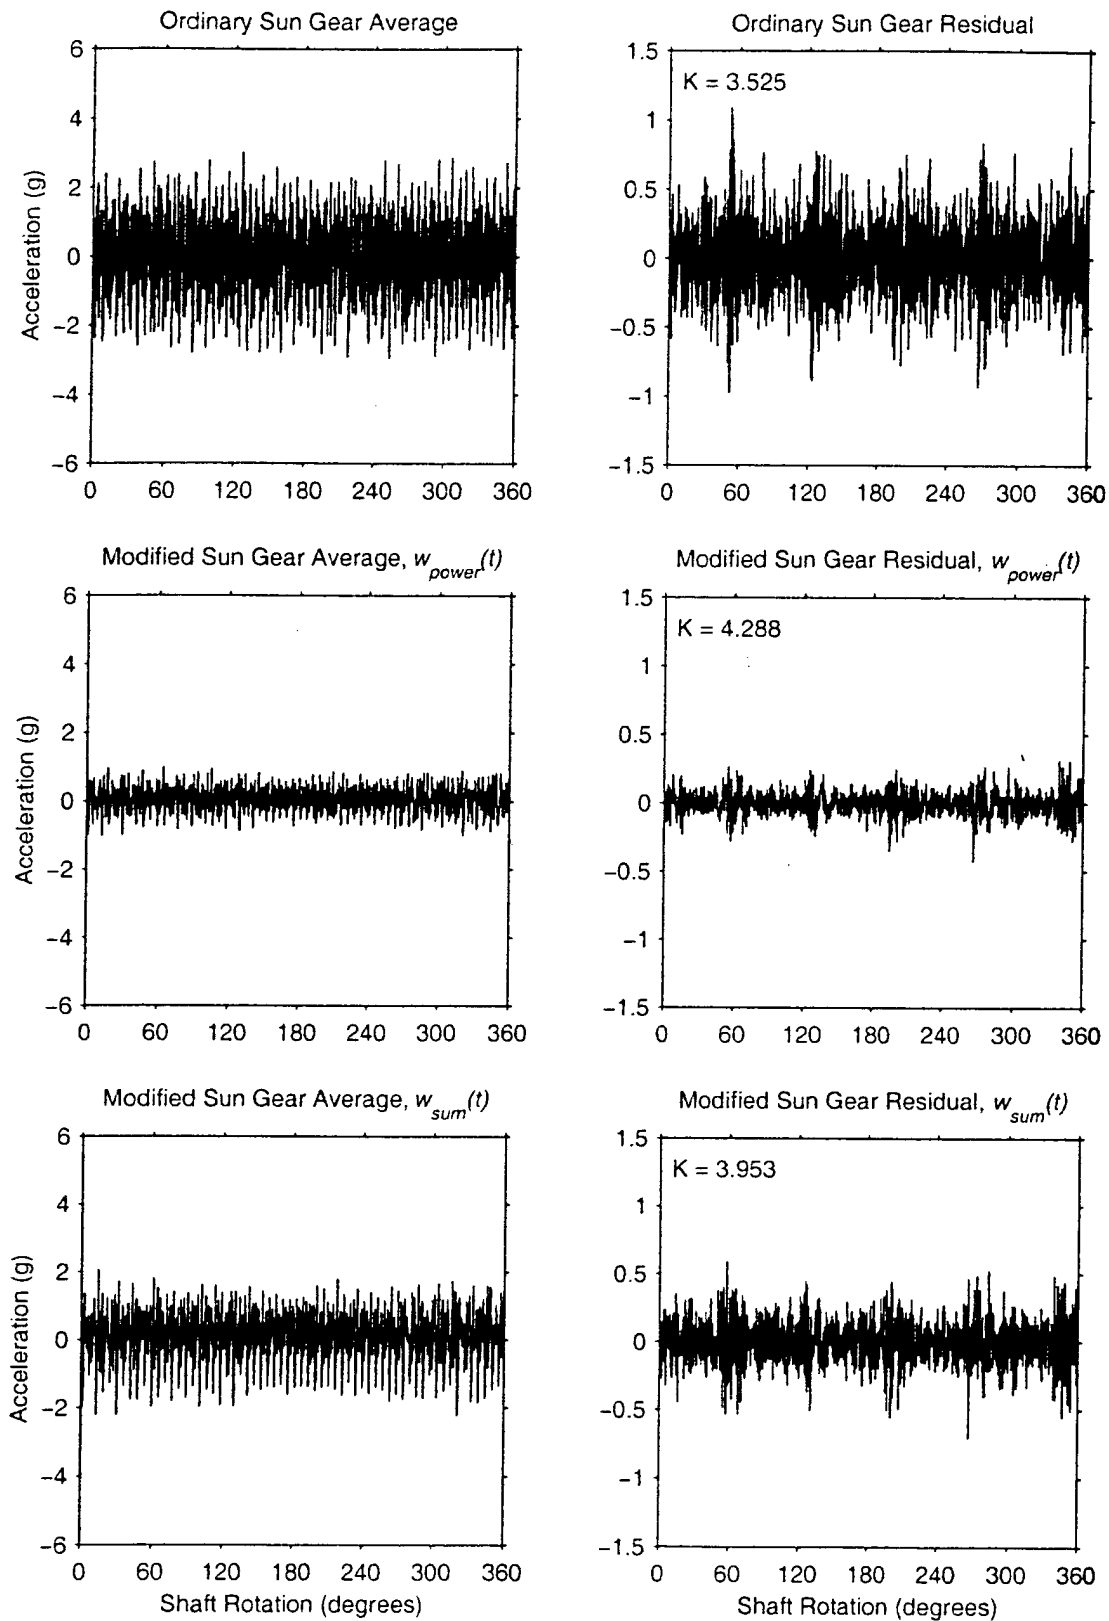 Ordinary Sun Gear Average
Acceleration (g)
6
4
2
0
−2
−4
−6
0 60 120 180 240 300 360
Ordinary Sun Gear Residual
K = 3.525
1.5
1
0.5
0
−0.5
−1
−1.5
0 60 120 180 240 300 360
Modified Sun Gear Average, w_power(t)
Acceleration (g)
6
4
2
0
−2
−4
−6
0 60 120 180 240 300 360
Modified Sun Gear Residual, w_power(t)
K = 4.288
1.5
1
0.5
0
−0.5
−1
−1.5
0 60 120 180 240 300 360
Modified Sun Gear Average, w_sum(t)
Acceleration (g)
6
4
2
0
−2
−4
−6
0 60 120 180 240 300 360
Shaft Rotation (degrees)
Modified Sun Gear Residual, w_sum(t)
K = 3.953
1.5
1
0.5
0
−0.5
−1
−1.5
0 60 120 180 240 300 360
Shaft Rotation (degrees)